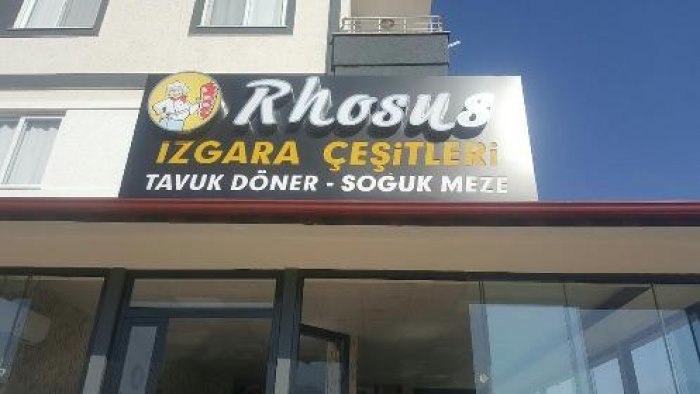 Rhosus
IZGARA ÇEŞİTLERİ
TAVUK DÖNER - SOĞUK MEZE